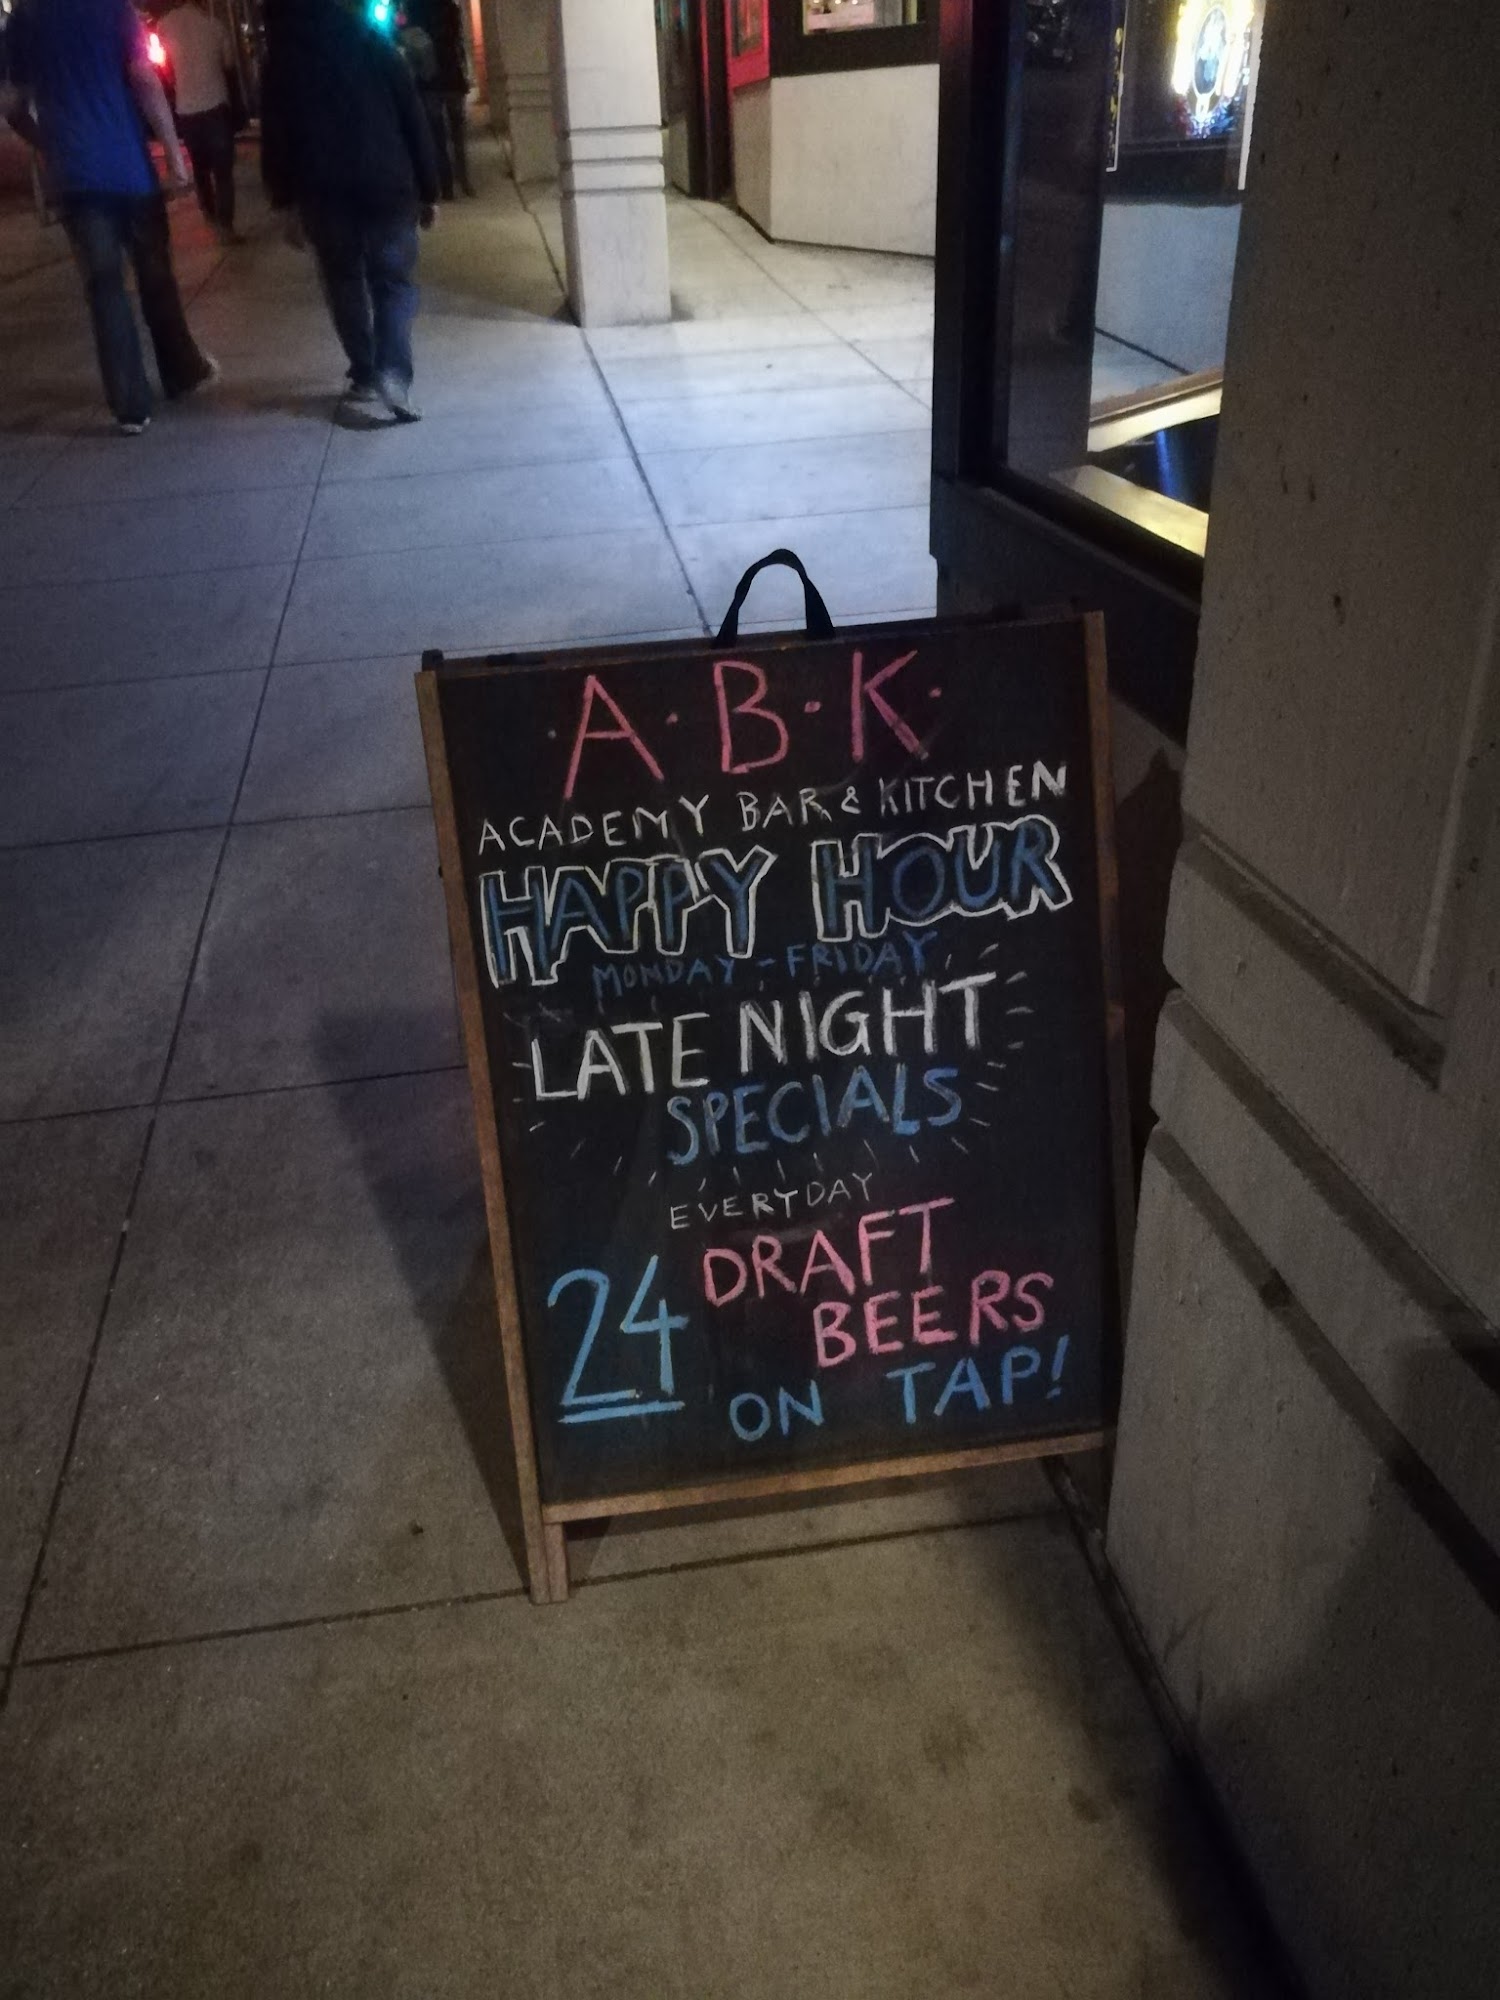 ·A·B·K·
ACADEMY BAR & KITCHEN
HAPPY HOUR
MONDAY - FRIDAY
LATE NIGHT
SPECIALS
EVERYDAY
24 DRAFT
BEERS
ON TAP!